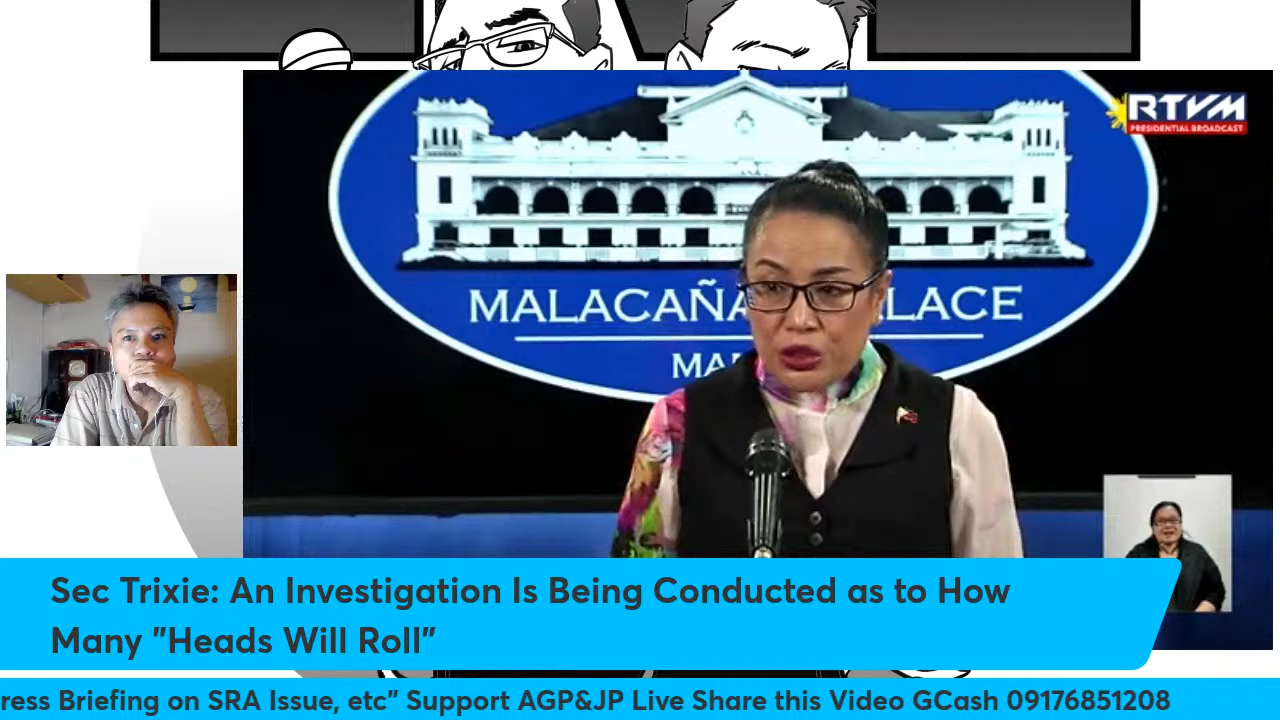 RTVM
PRESIDENTIAL BROADCAST
MALACAÑA LACE
MA
Sec Trixie: An Investigation Is Being Conducted as to How
Many "Heads Will Roll"
ress Briefing on SRA Issue, etc" Support AGP&JP Live Share this Video GCash 09176851208